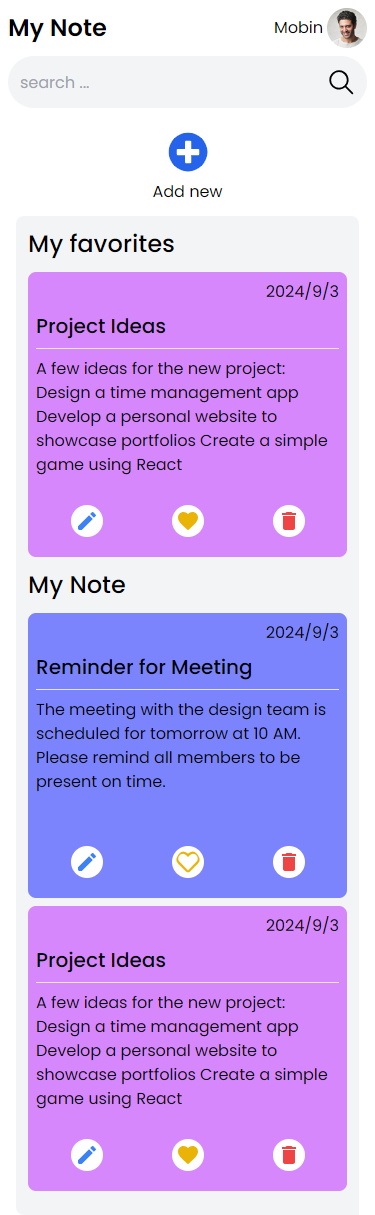 My Note
Mobin
search ...
Add new
My favorites
2024/9/3
Project Ideas
A few ideas for the new project:
Design a time management app
Develop a personal website to
showcase portfolios Create a simple
game using React
My Note
2024/9/3
Reminder for Meeting
The meeting with the design team is
scheduled for tomorrow at 10 AM.
Please remind all members to be
present on time.
2024/9/3
Project Ideas
A few ideas for the new project:
Design a time management app
Develop a personal website to
showcase portfolios Create a simple
game using React